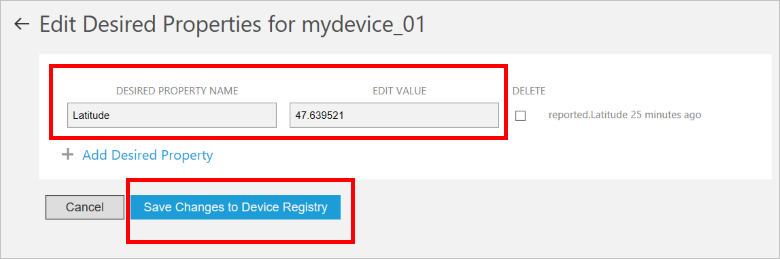 Edit Desired Properties for mydevice_01
DESIRED PROPERTY NAME EDIT VALUE DELETE
Latitude 47.639521 reported.Latitude 25 minutes ago
+ Add Desired Property
Cancel Save Changes to Device Registry